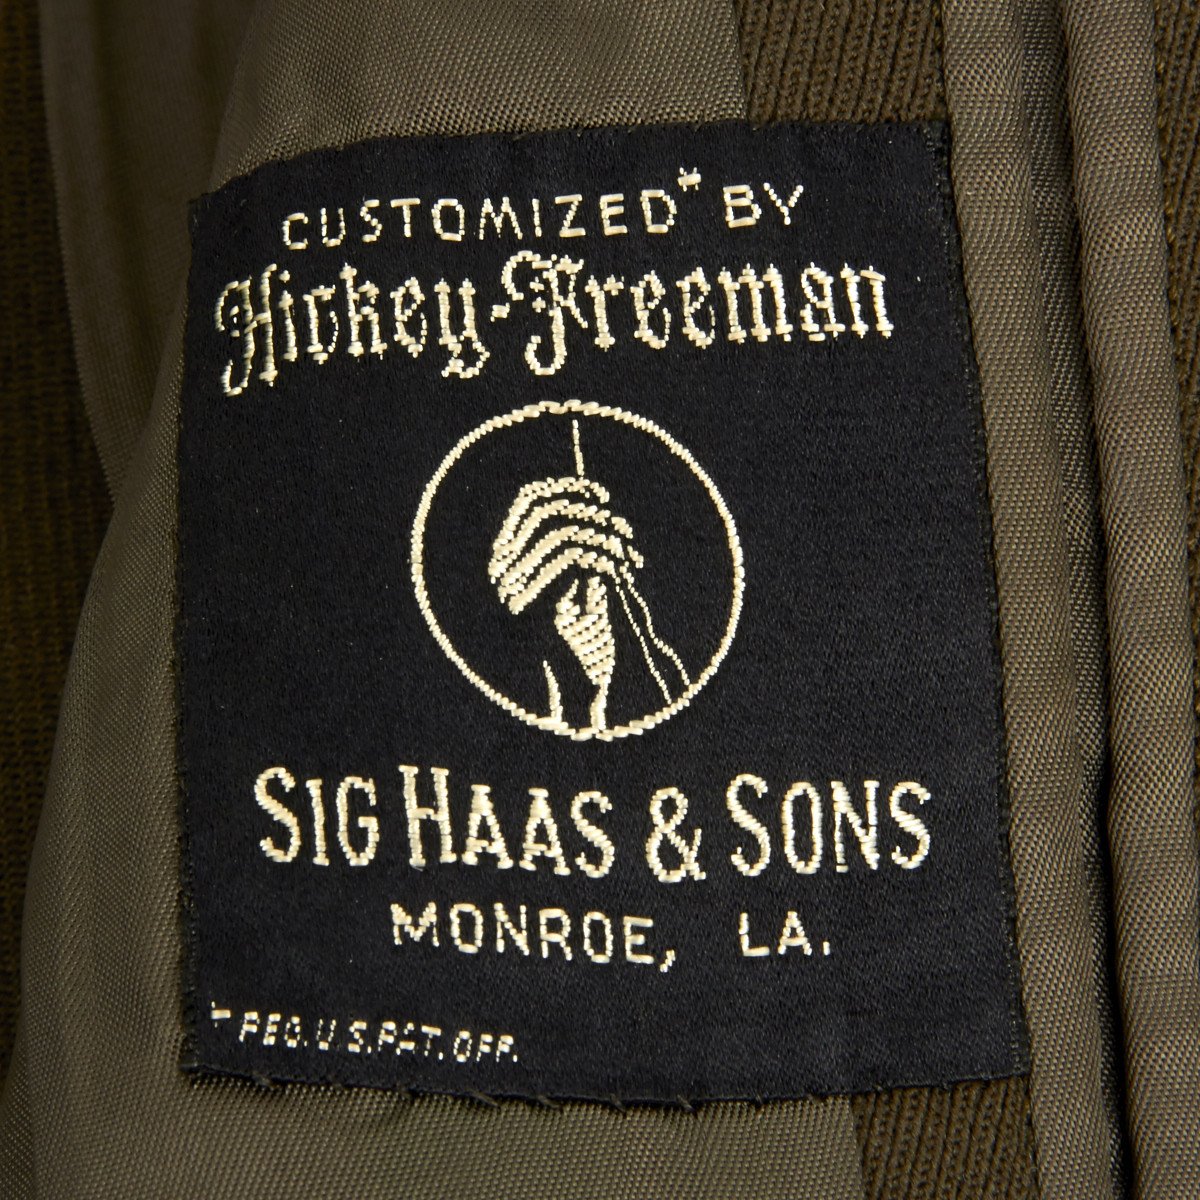 CUSTOMIZED* BY
Hickey-Freeman
SIG HAAS & SONS
MONROE, LA.
* REG. U.S. PAT. OFF.